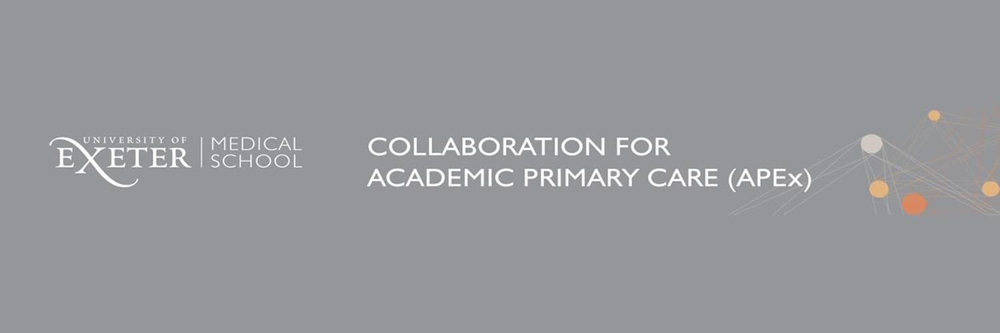 UNIVERSITY OF
EXETER
MEDICAL
SCHOOL
COLLABORATION FOR
ACADEMIC PRIMARY CARE (APEx)